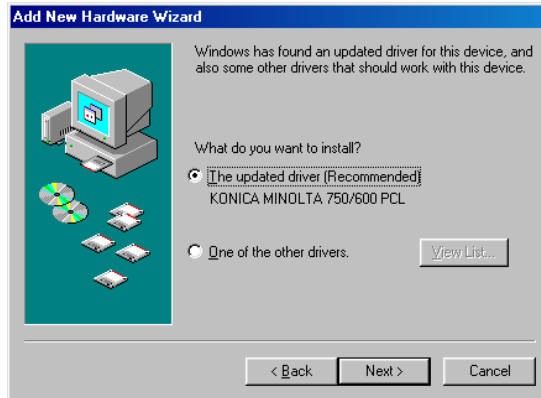 Add New Hardware Wizard
Windows has found an updated driver for this device, and
also some other drivers that should work with this device.
What do you want to install?
The updated driver (Recommended)
KONICA MINOLTA 750/600 PCL
One of the other drivers.
View List...
< Back
Next >
Cancel